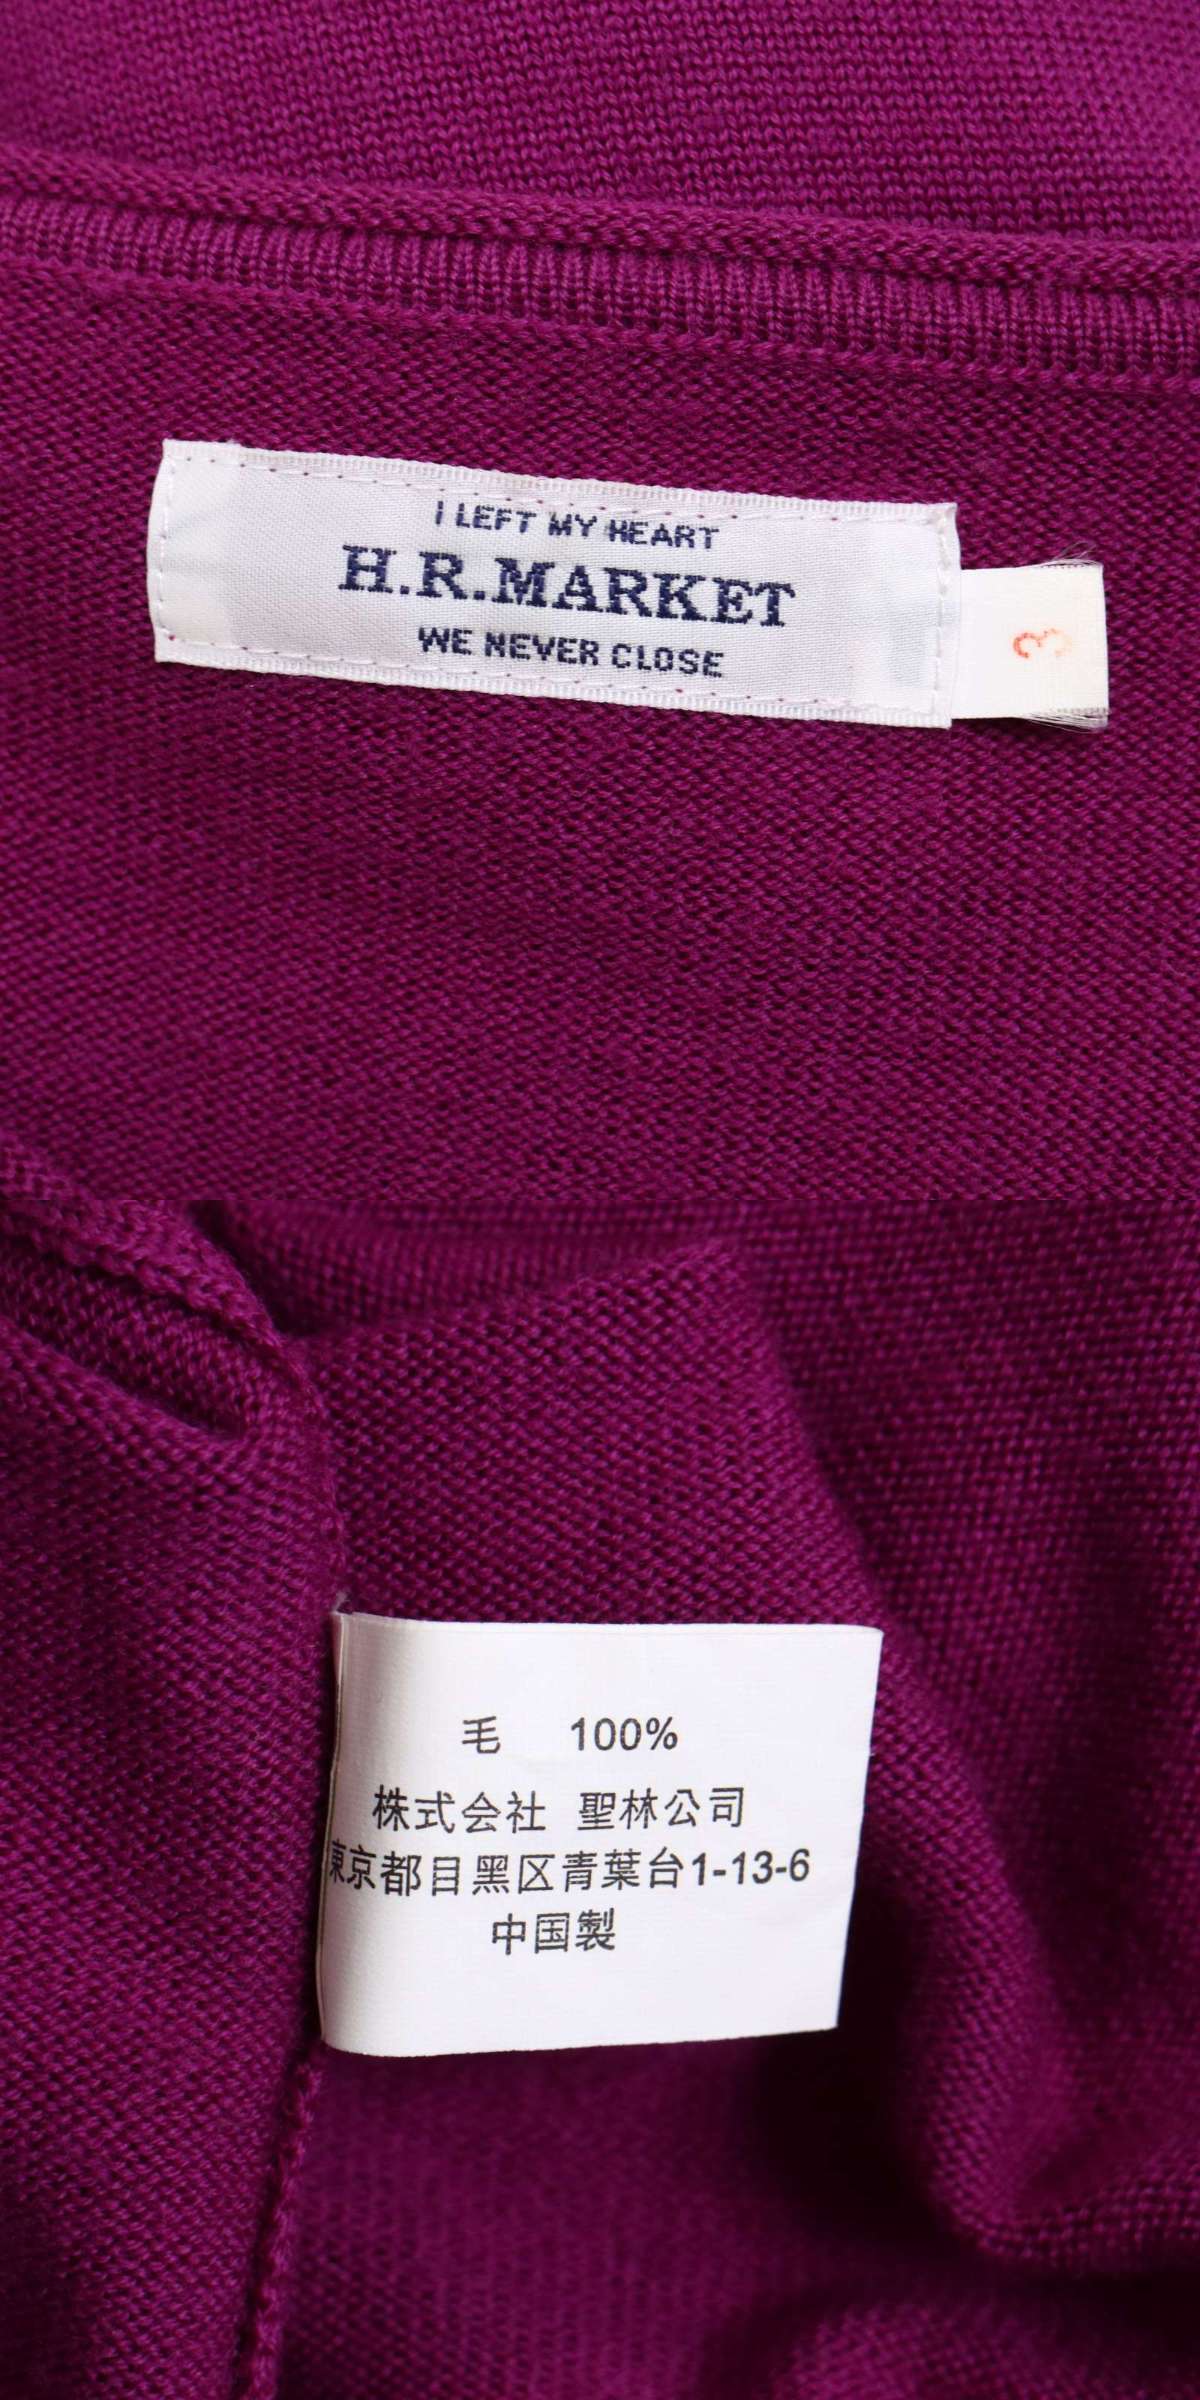 I LEFT MY HEART
H.R.MARKET
WE NEVER CLOSE
3
毛 100%
株式会社 聖林公司
東京都目黒区青葉台1-13-6
中国製